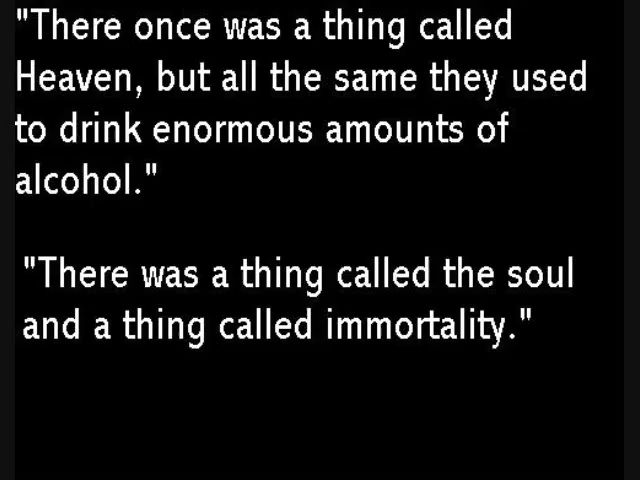 "There once was a thing called
Heaven, but all the same they used
to drink enormous amounts of
alcohol."
"There was a thing called the soul
and a thing called immortality."